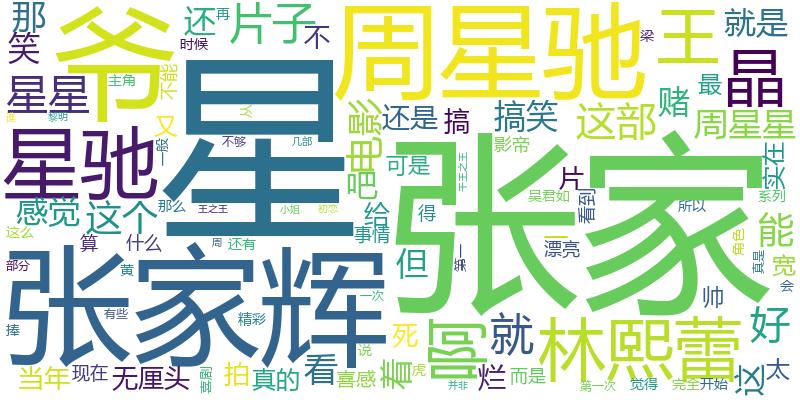 那
爷
还
再
片子
周星驰
王
梁
就是
笑
时候
不
晶
星星
主角
不能
星
最
谁
黎明
又
从
电影
还是
搞
搞笑
这部
赌
周星星
星驰
一般
不够
几部
影帝
可是
片
实在
张家
感觉
这个
那么
王之王
小姐
初恋
给
得
千王之王
吴君如
看到
所以
系列
能
这么
算
什么
周
还有
事情
但
第一
漂亮
角色
真是
宽
部分
张家辉
黄
一次
帅
会
捧
有些
精彩
死
啊
就
林熙蕾
好
说
当年
现在
无厘头
拍
真的
看
喜感
着
虎
烂
并非
而是
第一次
觉得
完全
开始
这
太